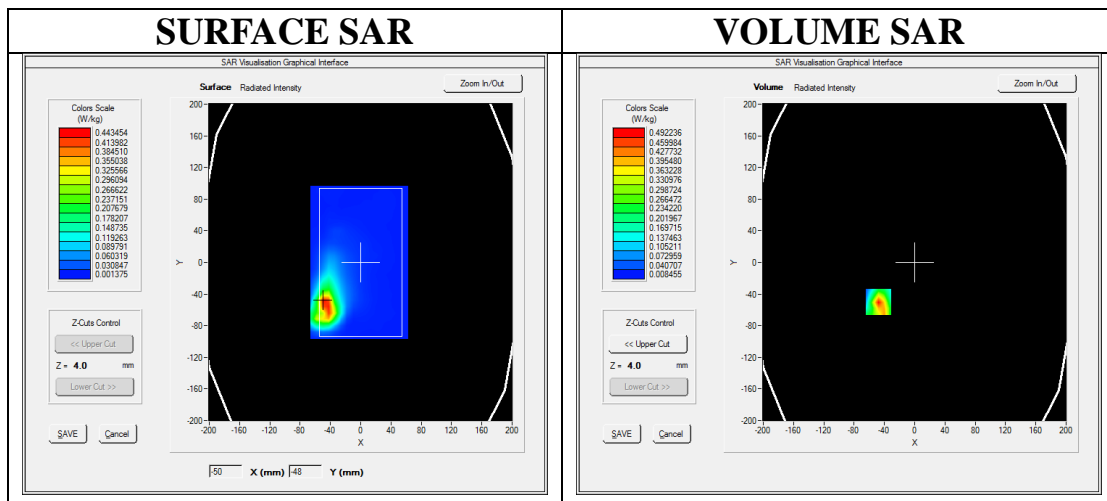 SURFACE SAR
SAR Visualisation Graphical Interface
Surface Radiated Intensity
Zoom In/Out
Colors Scale
(W/kg)
0.443454
0.413982
0.384510
0.355038
0.325566
0.296094
0.266622
0.237151
0.207679
0.178207
0.148735
0.119263
0.089791
0.060319
0.030847
0.001375
Z-Cuts Control
<< Upper Cut
Z = 4.0 mm
Lower Cut >>
SAVE Cancel
200
160
120
80
40
0
-40
-80
-120
-160
-200
Y
-200 -160 -120 -80 -40 0 40 80 120 160 200
X
-50 X (mm) -48 Y (mm)
VOLUME SAR
SAR Visualisation Graphical Interface
Volume Radiated Intensity
Zoom In/Out
Colors Scale
(W/kg)
0.492236
0.459984
0.427732
0.395480
0.363228
0.330976
0.298724
0.266472
0.234220
0.201967
0.169715
0.137463
0.105211
0.072959
0.040707
0.008455
Z-Cuts Control
<< Upper Cut
Z = 4.0 mm
Lower Cut >>
SAVE Cancel
200
160
120
80
40
0
-40
-80
-120
-160
-200
Y
-200 -160 -120 -80 -40 0 40 80 120 160 200
X